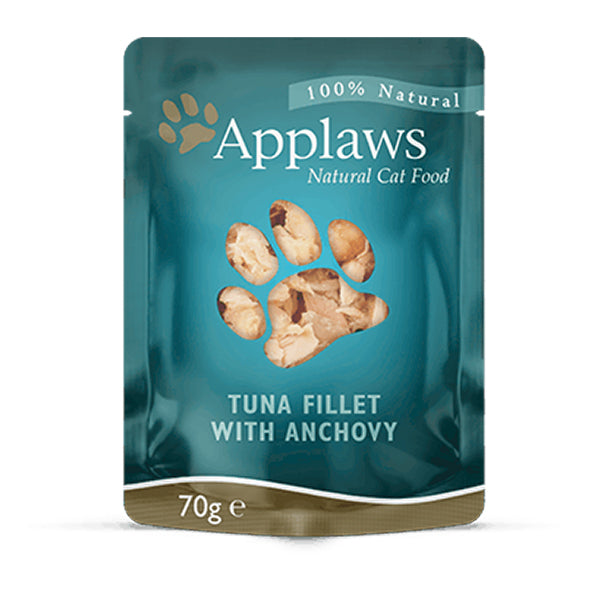 100% Natural
Applaws
Natural Cat Food
TUNA FILLET
WITH ANCHOVY
70g ℮